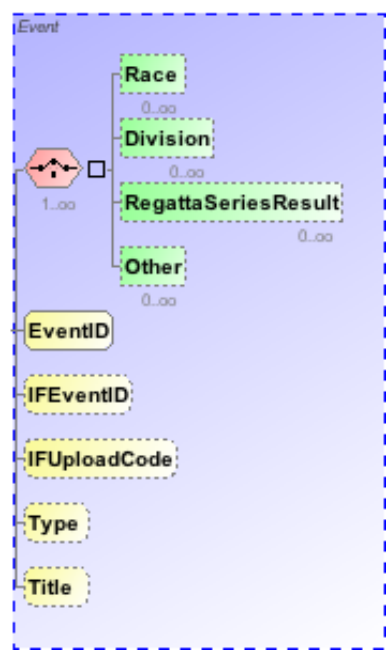 Event
Race
0..∞
Division
0..∞
1..∞
RegattaSeriesResult
0..∞
Other
0..∞
EventID
IFEventID
IFUploadCode
Type
Title